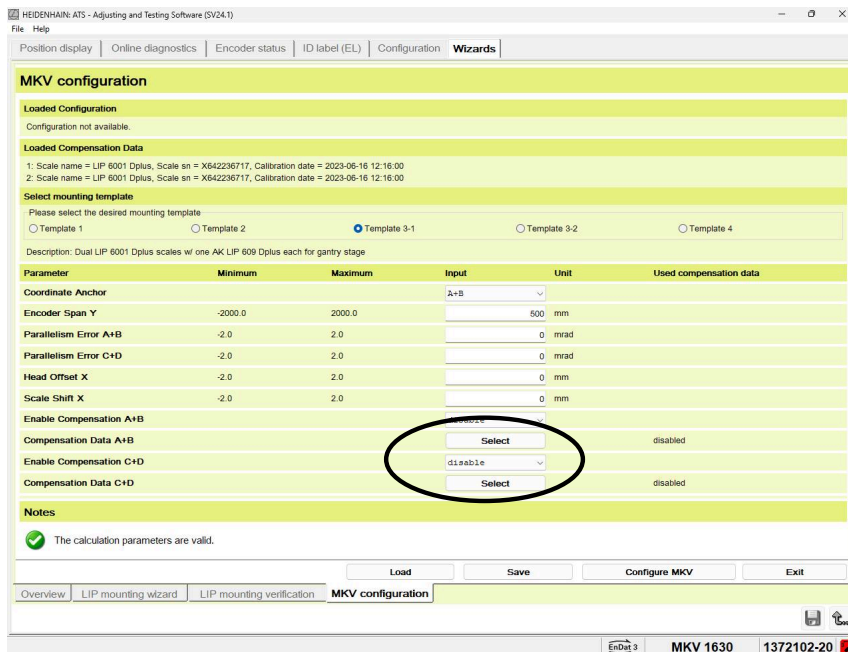 HEIDENHAIN: ATS - Adjusting and Testing Software (SV24.1)
File Help
Position display Online diagnostics Encoder status ID label (EL) Configuration Wizards
MKV configuration
Loaded Configuration
Configuration not available.
Loaded Compensation Data
1: Scale name = LIP 6001 Dplus, Scale sn = X642236717, Calibration date = 2023-06-16 12:16:00
2: Scale name = LIP 6001 Dplus, Scale sn = X642236717, Calibration date = 2023-06-16 12:16:00
Select mounting template
Please select the desired mounting template
Template 1 Template 2 Template 3-1 Template 3-2 Template 4
Description: Dual LIP 6001 Dplus scales w/ one AK LIP 609 Dplus each for gantry stage
Parameter Minimum Maximum Input Unit Used compensation data
Coordinate Anchor A+B
Encoder Span Y -2000.0 2000.0 500 mm
Parallelism Error A+B -2.0 2.0 0 mrad
Parallelism Error C+D -2.0 2.0 0 mrad
Head Offset X -2.0 2.0 0 mm
Scale Shift X -2.0 2.0 0 mm
Enable Compensation A+B disable
Compensation Data A+B Select disabled
Enable Compensation C+D disable
Compensation Data C+D Select disabled
Notes
The calculation parameters are valid.
Load Save Configure MKV Exit
Overview LIP mounting wizard LIP mounting verification MKV configuration
EnDat 3 MKV 1630 1372102-20